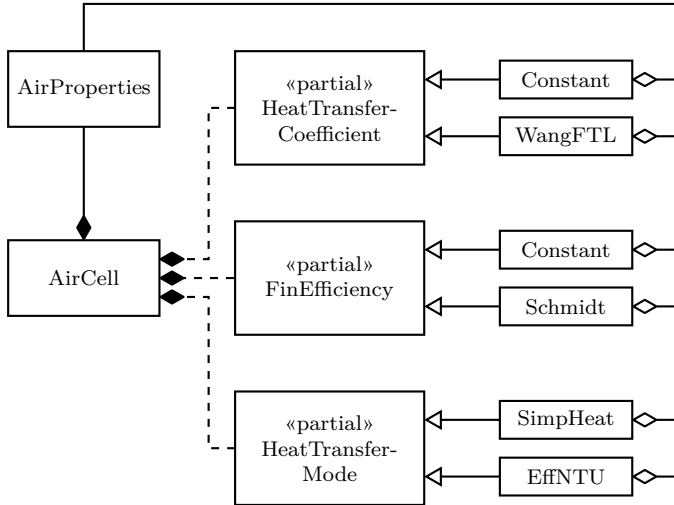 AirProperties
«partial»
HeatTransfer-
Coefficient
Constant
WangFTL
AirCell
«partial»
FinEfficiency
Constant
Schmidt
«partial»
HeatTransfer-
Mode
SimpHeat
EffNTU